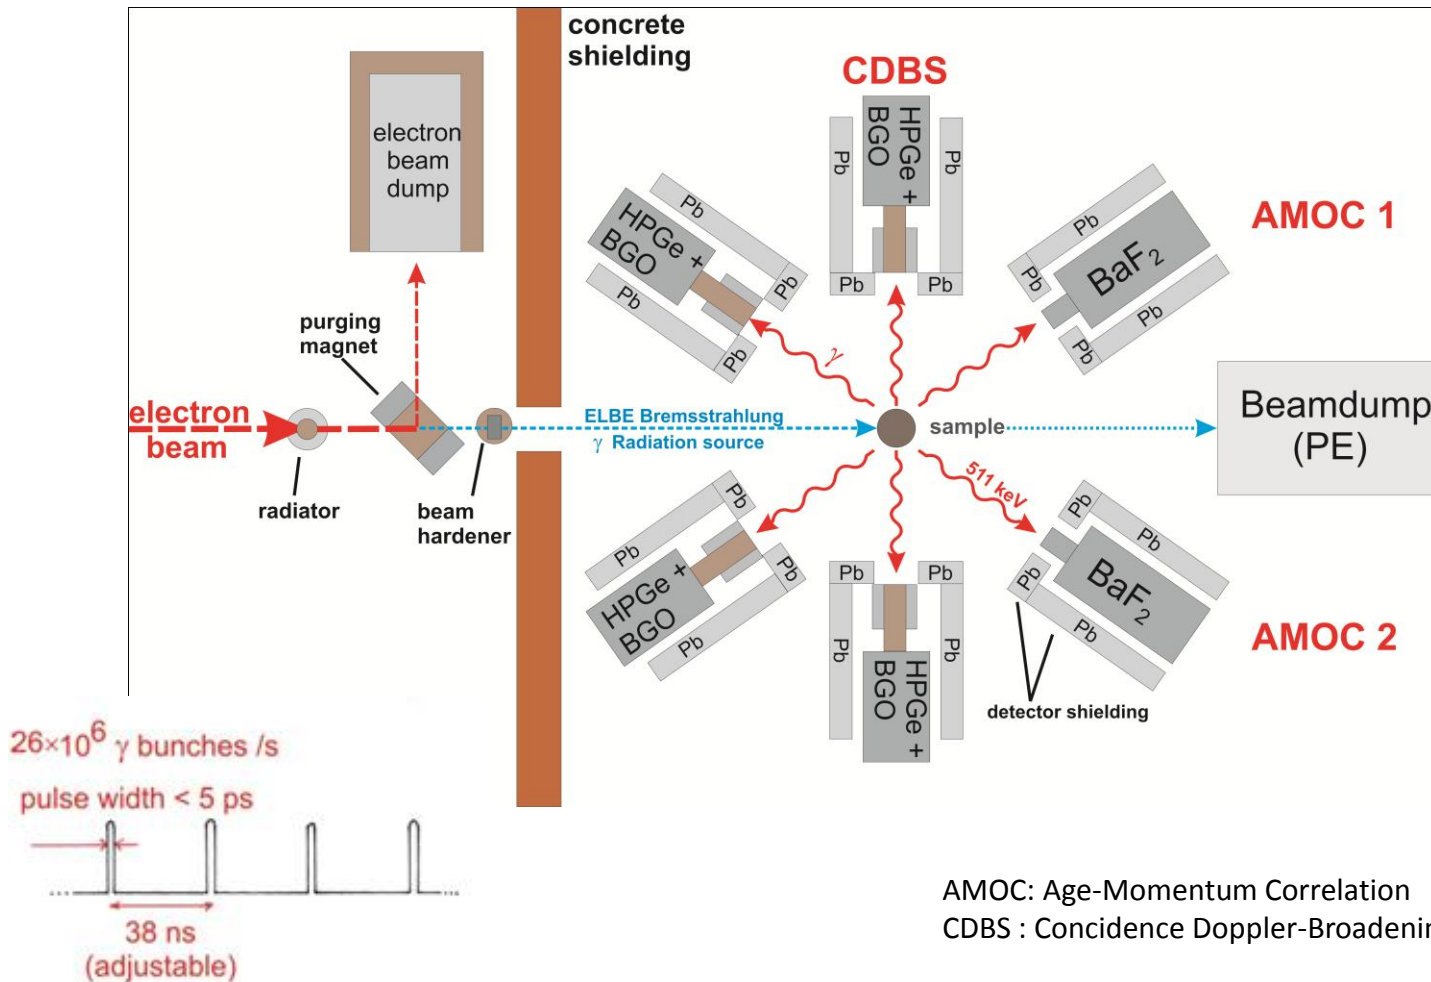 concrete
shielding
CDBS
electron
beam
dump
HPGe +
BGO
Pb
Pb
Pb
Pb
HPGe +
BGO
Pb
Pb
Pb
Pb
AMOC 1
BaF₂
Pb
Pb
Pb
Pb
purging
magnet
γ
electron
beam
radiator
beam
hardener
ELBE Bremsstrahlung
γ Radiation source
sample
Beamdump
(PE)
511 keV
HPGe +
BGO
Pb
Pb
Pb
Pb
HPGe +
BGO
Pb
Pb
Pb
Pb
BaF₂
Pb
Pb
Pb
Pb
AMOC 2
detector shielding
26×10⁶ γ bunches /s
pulse width < 5 ps
38 ns
(adjustable)
AMOC: Age-Momentum Correlation
CDBS : Concidence Doppler-Broadenin